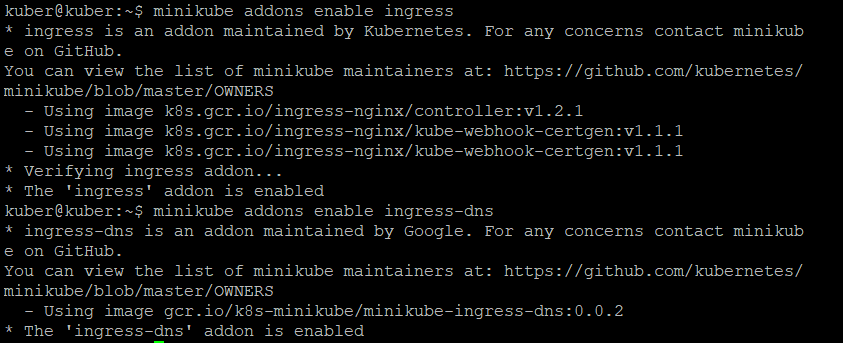 kuber@kuber:~$ minikube addons enable ingress
* ingress is an addon maintained by Kubernetes. For any concerns contact minikub
e on GitHub.
You can view the list of minikube maintainers at: https://github.com/kubernetes/
minikube/blob/master/OWNERS
  - Using image k8s.gcr.io/ingress-nginx/controller:v1.2.1
  - Using image k8s.gcr.io/ingress-nginx/kube-webhook-certgen:v1.1.1
  - Using image k8s.gcr.io/ingress-nginx/kube-webhook-certgen:v1.1.1
* Verifying ingress addon...
* The 'ingress' addon is enabled
kuber@kuber:~$ minikube addons enable ingress-dns
* ingress-dns is an addon maintained by Google. For any concerns contact minikub
e on GitHub.
You can view the list of minikube maintainers at: https://github.com/kubernetes/
minikube/blob/master/OWNERS
  - Using image gcr.io/k8s-minikube/minikube-ingress-dns:0.0.2
* The 'ingress-dns' addon is enabled